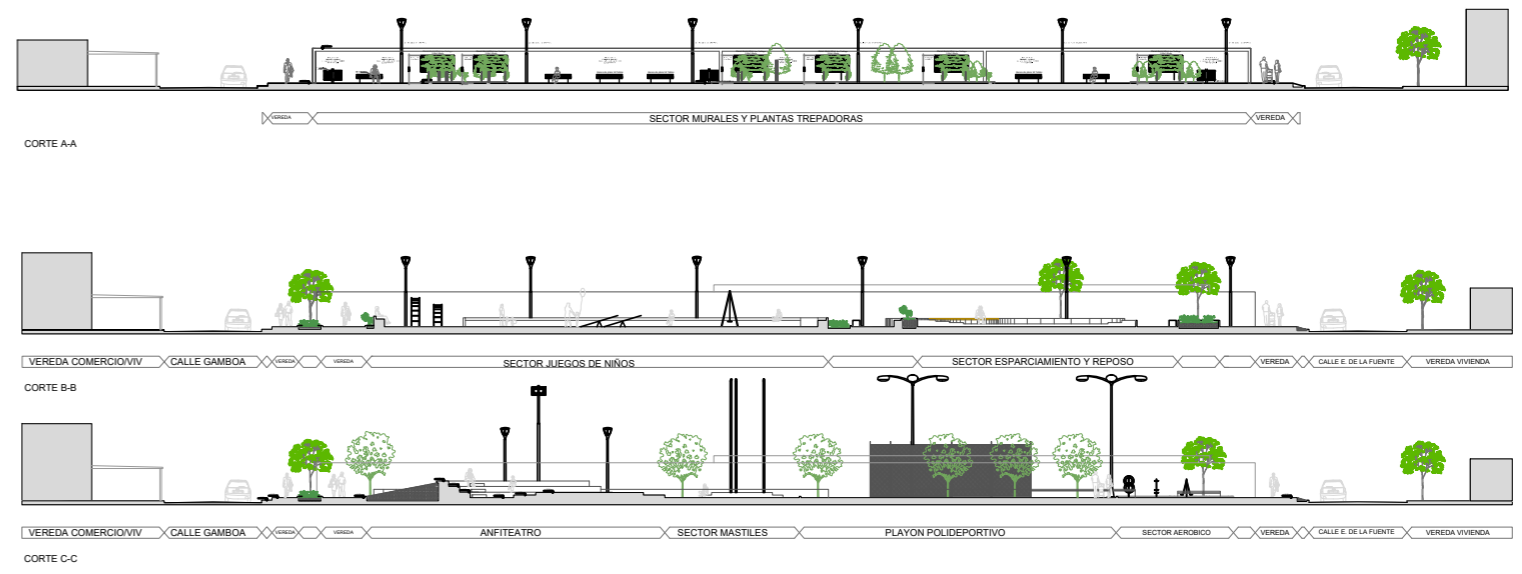 VEREDA SECTOR MURALES Y PLANTAS TREPADORAS VEREDA
CORTE A-A
VEREDA COMERCIO/VIV CALLE GAMBOA VEREDA VEREDA SECTOR JUEGOS DE NIÑOS SECTOR ESPARCIAMIENTO Y REPOSO VEREDA CALLE E. DE LA FUENTE VEREDA VIVIENDA
CORTE B-B
VEREDA COMERCIO/VIV CALLE GAMBOA VEREDA VEREDA ANFITEATRO SECTOR MASTILES PLAYON POLIDEPORTIVO SECTOR AEROBICO VEREDA CALLE E. DE LA FUENTE VEREDA VIVIENDA
CORTE C-C